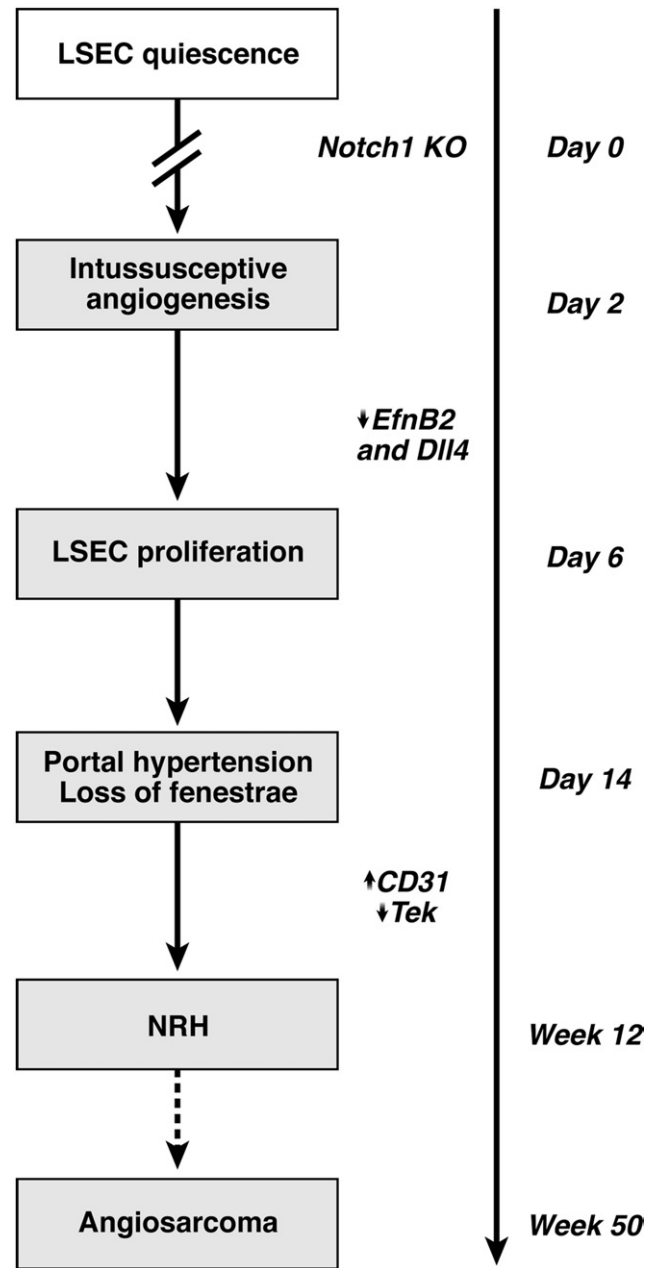 LSEC quiescence
Notch1 KO
Day 0
Intussusceptive
angiogenesis
Day 2
↓EfnB2
and Dll4
LSEC proliferation
Day 6
Portal hypertension
Loss of fenestrae
Day 14
↑CD31
↓Tek
NRH
Week 12
Angiosarcoma
Week 50